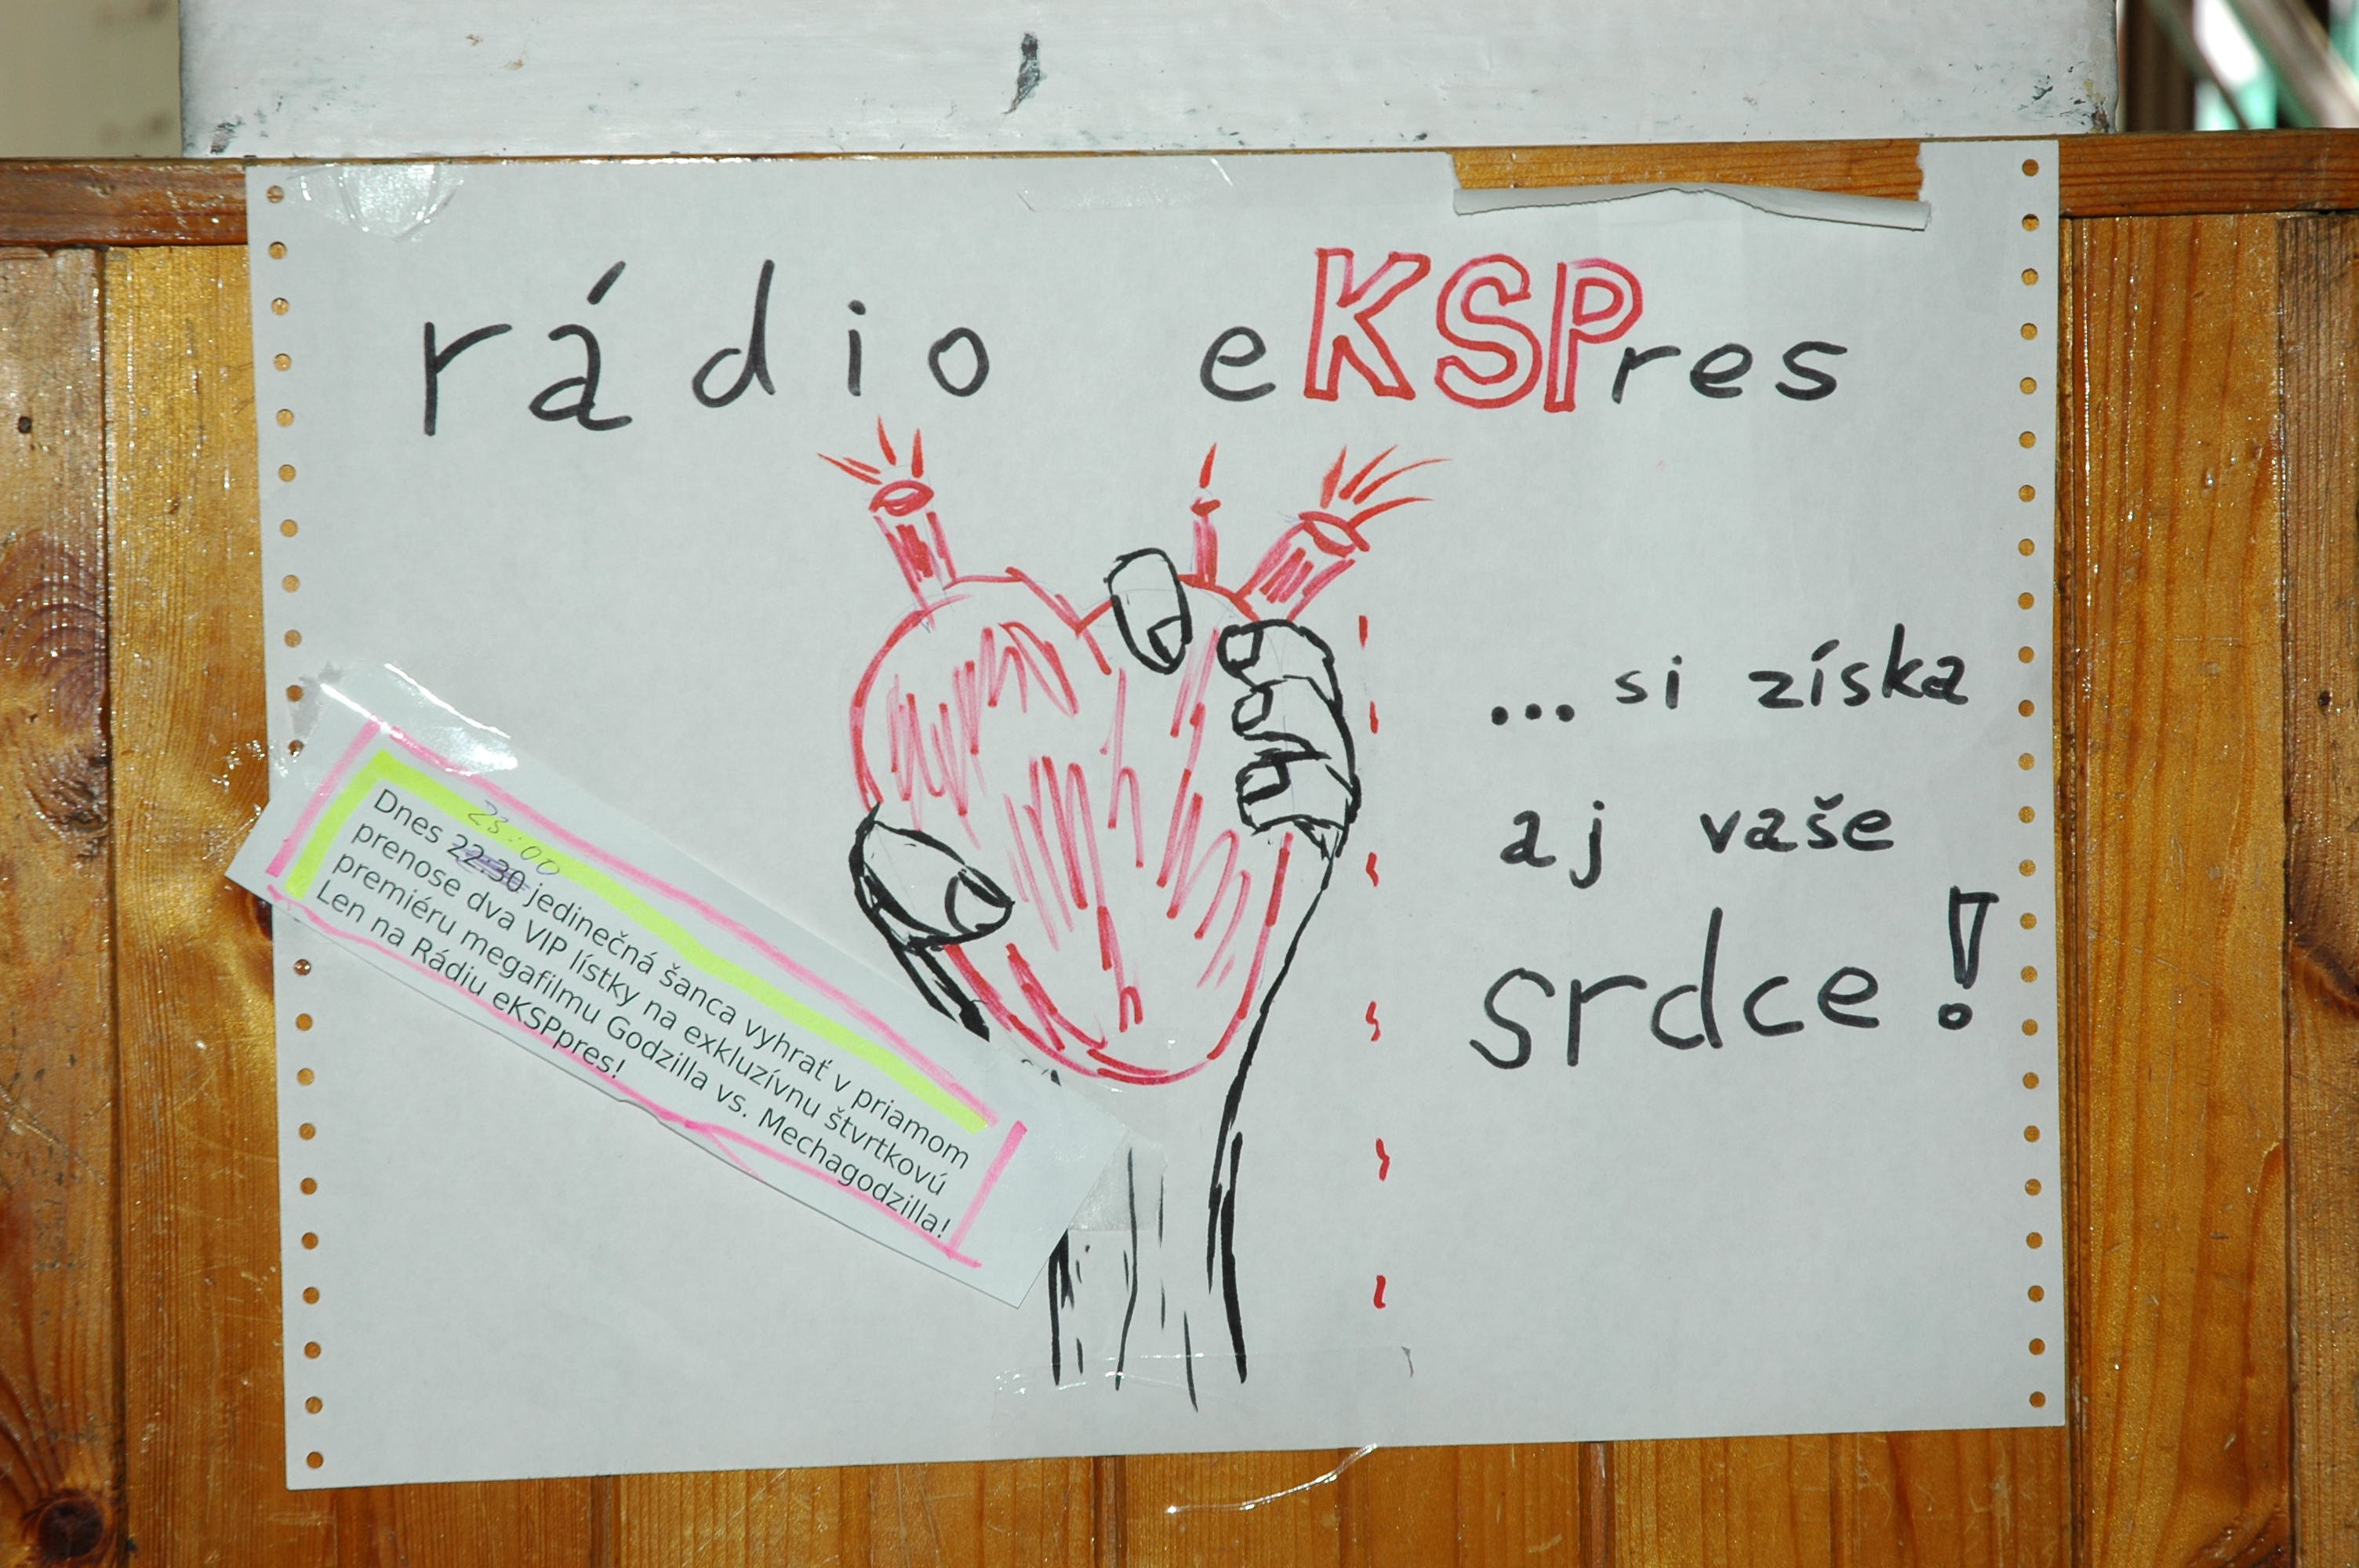 rádio eKSPres
... si získa
aj vaše
srdce!
23:00
Dnes 22:30 jedinečná šanca vyhrať v priamom
prenose dva VIP lístky na exkluzívnu štvrtkovú
premiéru megafilmu Godzilla vs. Mechagodzilla!
Len na Rádiu eKSPpres!